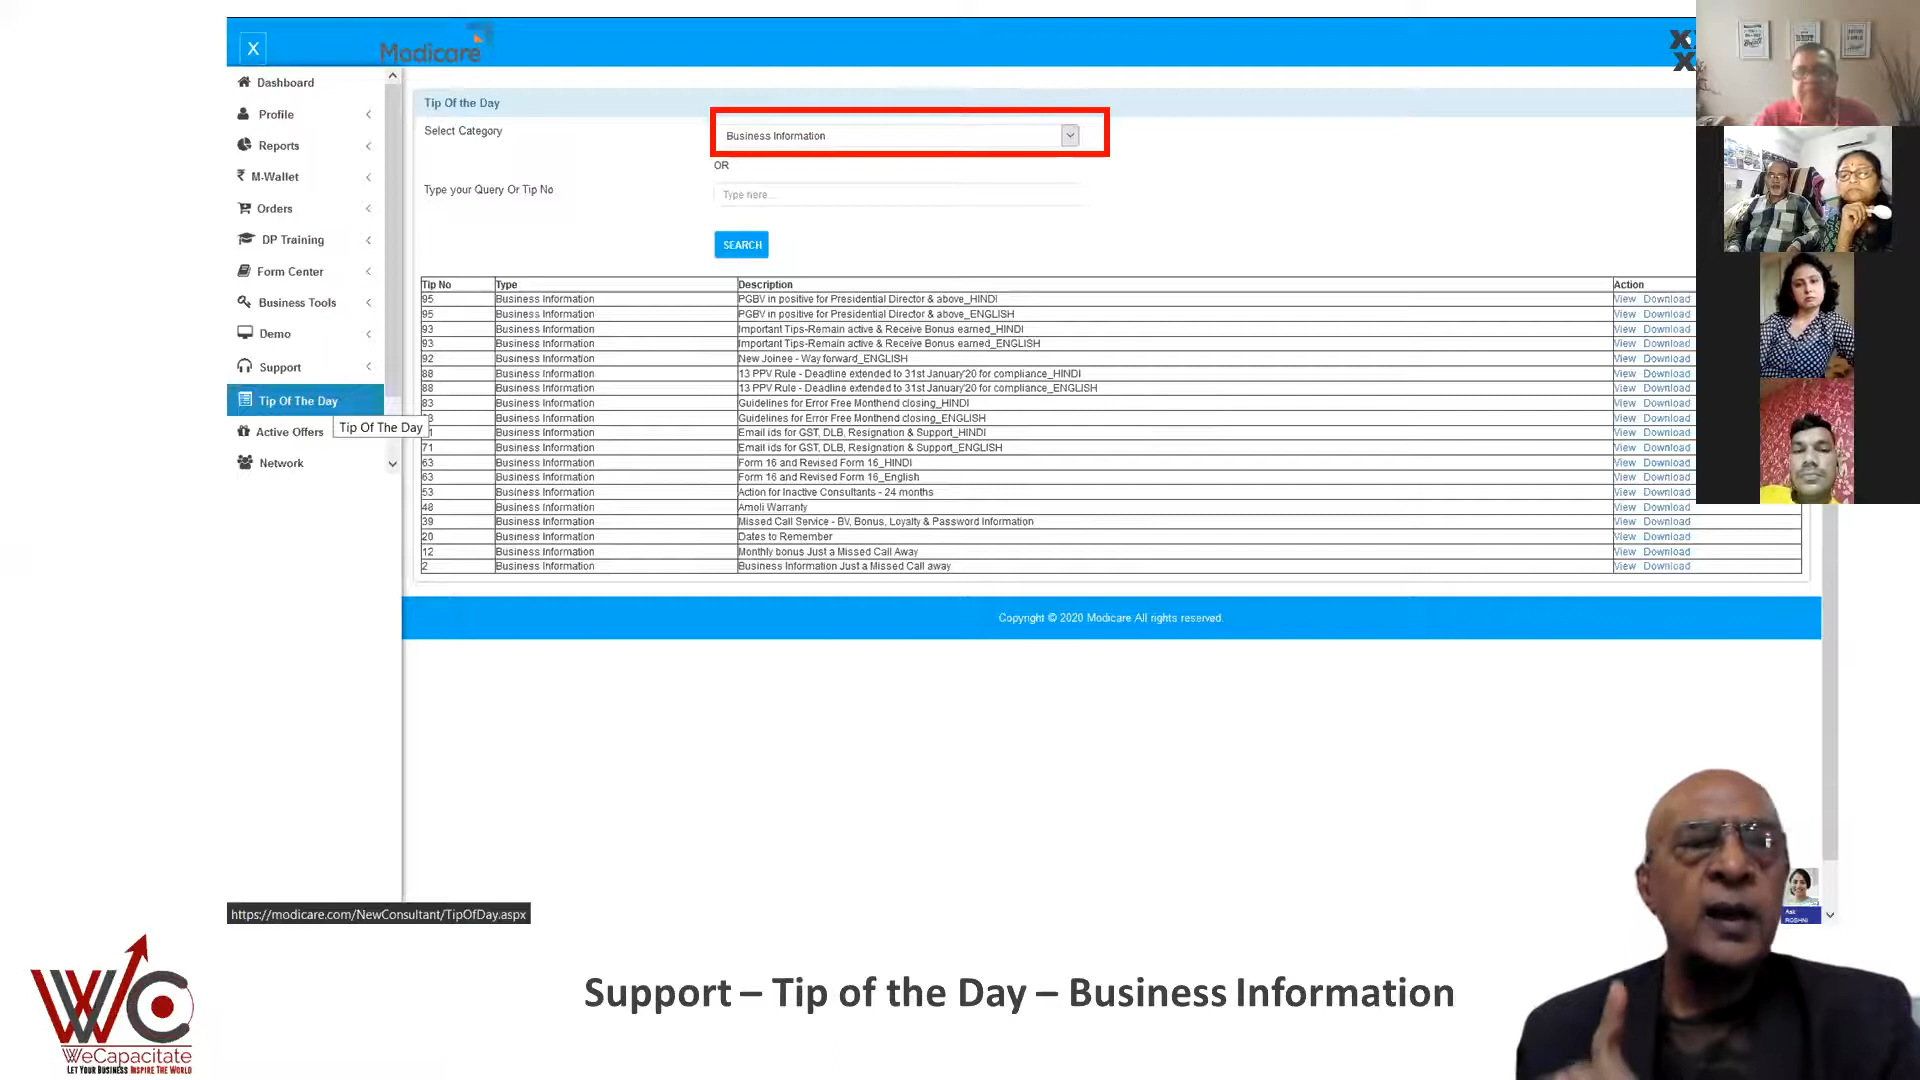 X
Modicare
Dashboard
Profile
Reports
M-Wallet
Orders
DP Training
Form Center
Business Tools
Demo
Support
Tip Of The Day
Tip Of The Day
Active Offers
Network
Tip Of the Day
Select Category
Business Information
OR
Type your Query Or Tip No
Type here...
SEARCH
Tip No Type Description Action
95 Business Information PGBV in positive for Presidential Director & above_HINDI View Download
95 Business Information PGBV in positive for Presidential Director & above_ENGLISH View Download
93 Business Information Important Tips-Remain active & Receive Bonus earned_HINDI View Download
93 Business Information Important Tips-Remain active & Receive Bonus earned_ENGLISH View Download
92 Business Information New Joinee - Way forward_ENGLISH View Download
88 Business Information 13 PPV Rule - Deadline extended to 31st January'20 for compliance_HINDI View Download
88 Business Information 13 PPV Rule - Deadline extended to 31st January'20 for compliance_ENGLISH View Download
83 Business Information Guidelines for Error Free Monthend closing_HINDI View Download
3 Business Information Guidelines for Error Free Monthend closing_ENGLISH View Download
1 Business Information Email ids for GST, DLB, Resignation & Support_HINDI View Download
71 Business Information Email ids for GST, DLB, Resignation & Support_ENGLISH View Download
63 Business Information Form 16 and Revised Form 16_HINDI View Download
63 Business Information Form 16 and Revised Form 16_English View Download
53 Business Information Action for Inactive Consultants - 24 months View Download
48 Business Information Amoli Warranty View Download
39 Business Information Missed Call Service - BV, Bonus, Loyalty & Password Information View Download
20 Business Information Dates to Remember View Download
12 Business Information Monthly bonus Just a Missed Call Away View Download
2 Business Information Business Information Just a Missed Call away View Download
Copyright © 2020 Modicare All rights reserved.
Ask
ROSHNI
https://modicare.com/NewConsultant/TipOfDay.aspx
WC
WeCapacitate
LET YOUR BUSINESS INSPIRE THE WORLD
Support – Tip of the Day – Business Information